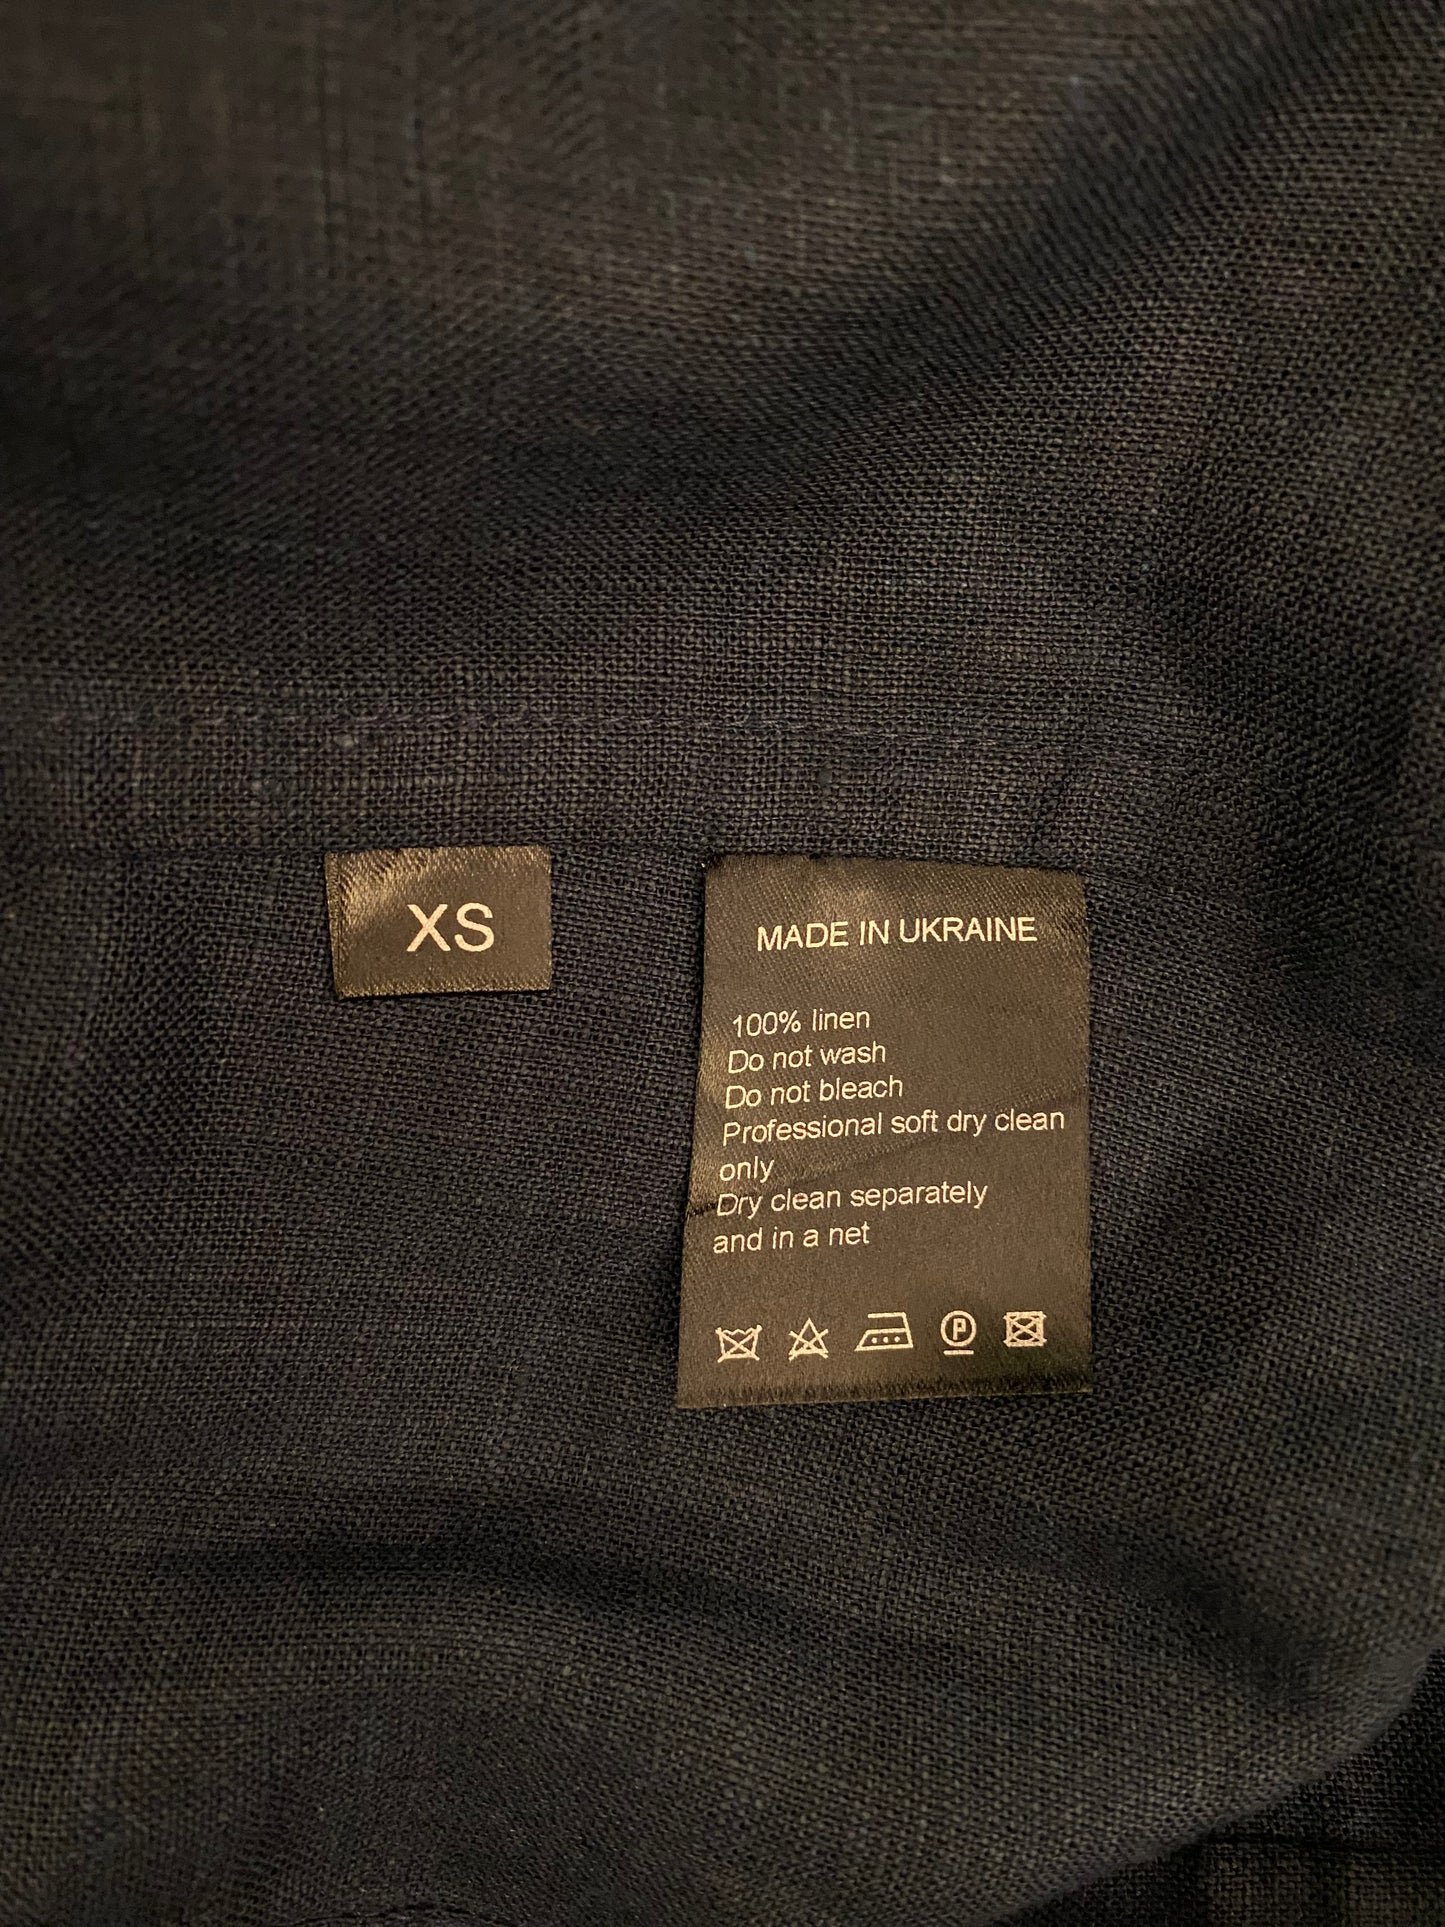 XS
MADE IN UKRAINE
100% linen
Do not wash
Do not bleach
Professional soft dry clean
only
Dry clean separately
and in a net
P